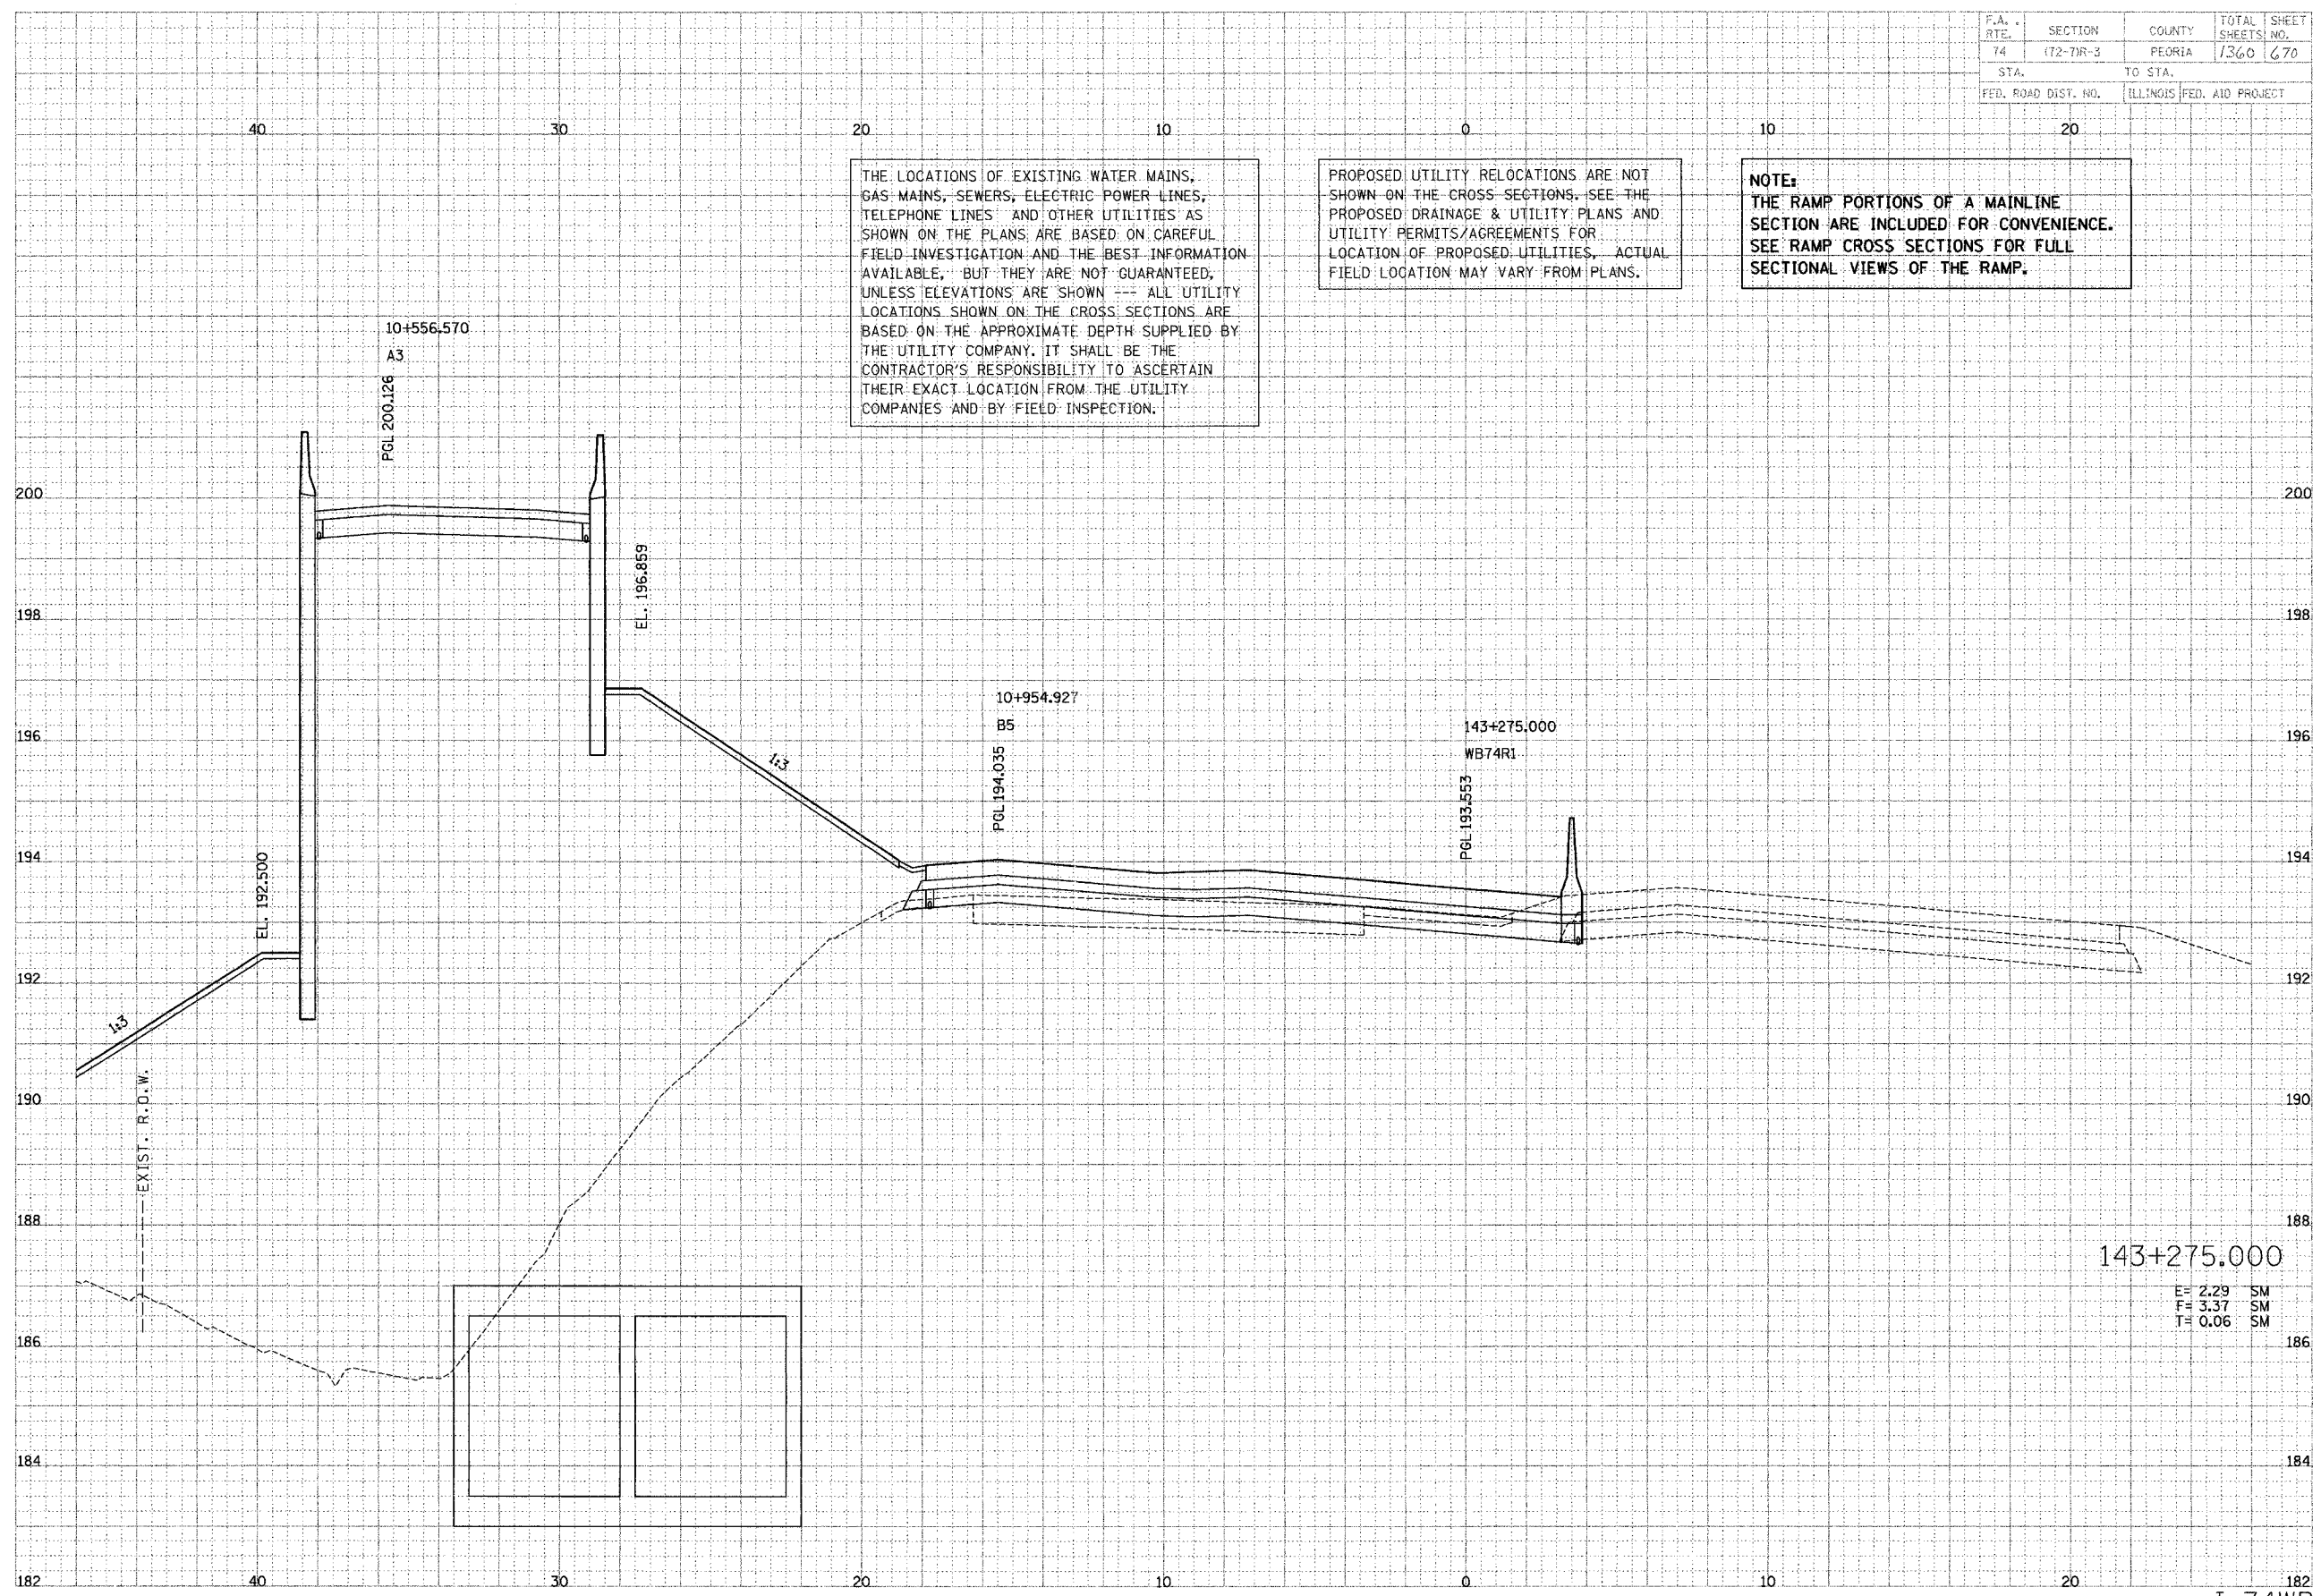 F.A. . RTE. SECTION COUNTY TOTAL SHEETS SHEET NO.
74 (72-7)R-3 PEORIA 1360 670
STA. TO STA.
FED. ROAD DIST. NO. ILLINOIS FED. AID PROJECT
40 30 20 10 0 10 20
THE LOCATIONS OF EXISTING WATER MAINS,
GAS MAINS, SEWERS, ELECTRIC POWER LINES,
TELEPHONE LINES AND OTHER UTILITIES AS
SHOWN ON THE PLANS ARE BASED ON CAREFUL
FIELD INVESTIGATION AND THE BEST INFORMATION
AVAILABLE, BUT THEY ARE NOT GUARANTEED,
UNLESS ELEVATIONS ARE SHOWN --- ALL UTILITY
LOCATIONS SHOWN ON THE CROSS SECTIONS ARE
BASED ON THE APPROXIMATE DEPTH SUPPLIED BY
THE UTILITY COMPANY. IT SHALL BE THE
CONTRACTOR'S RESPONSIBILITY TO ASCERTAIN
THEIR EXACT LOCATION FROM THE UTILITY
COMPANIES AND BY FIELD INSPECTION.
PROPOSED UTILITY RELOCATIONS ARE NOT
SHOWN ON THE CROSS SECTIONS. SEE THE
PROPOSED DRAINAGE & UTILITY PLANS AND
UTILITY PERMITS/AGREEMENTS FOR
LOCATION OF PROPOSED UTILITIES, ACTUAL
FIELD LOCATION MAY VARY FROM PLANS.
NOTE:
THE RAMP PORTIONS OF A MAINLINE
SECTION ARE INCLUDED FOR CONVENIENCE.
SEE RAMP CROSS SECTIONS FOR FULL
SECTIONAL VIEWS OF THE RAMP.
10+556.570
A3
PGL 200.126
200 200
EL. 196.859
198 198
10+954.927
B5
PGL 194.035
143+275.000
WB74RI
PGL 193.553
196 196
1:3
194 194
EL. 192.500
192 192
1:3
190 190
EXIST. R.O.W.
188 188
143+275.000
E= 2.29 SM
F= 3.37 SM
T= 0.06 SM
186 186
184 184
182 40 30 20 10 0 10 20 182